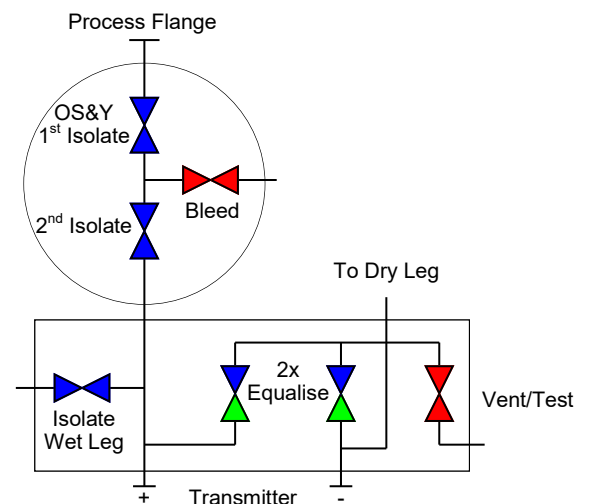 Process Flange
OS&Y
1st Isolate
Bleed
2nd Isolate
To Dry Leg
2x
Equalise
Isolate
Wet Leg
Vent/Test
+ Transmitter -